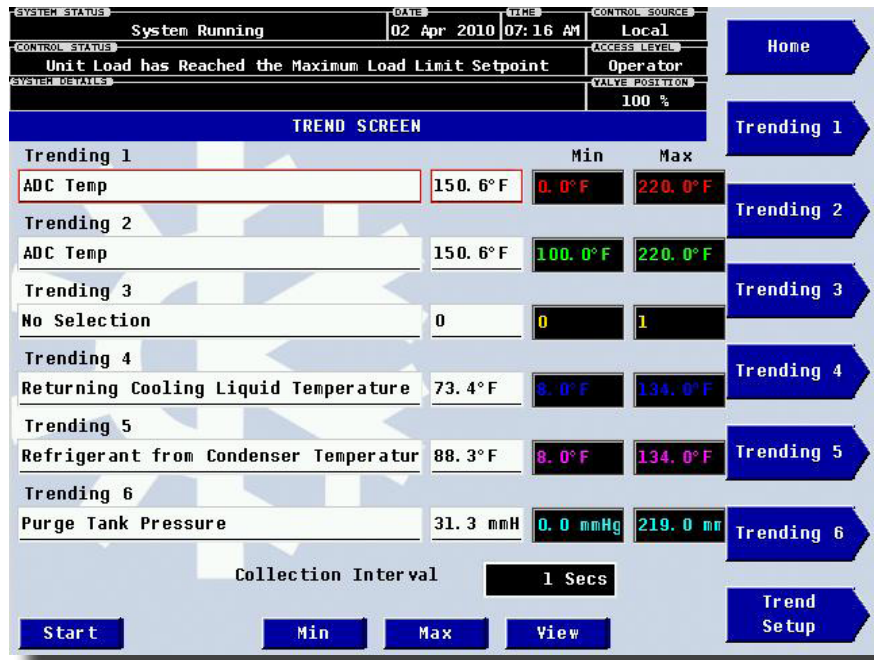 SYSTEM STATUS DATE TIME CONTROL SOURCE
System Running 02 Apr 2010 07:16 AM Local
CONTROL STATUS ACCESS LEVEL
Unit Load has Reached the Maximum Load Limit Setpoint Operator
SYSTEM DETAILS VALVE POSITION
100 %
TREND SCREEN
Trending 1 Min Max
ADC Temp 150.6°F 0.0°F 220.0°F
Trending 2
ADC Temp 150.6°F 100.0°F 220.0°F
Trending 3
No Selection 0 0 1
Trending 4
Returning Cooling Liquid Temperature 73.4°F 8.0°F 134.0°F
Trending 5
Refrigerant from Condenser Temperatur 88.3°F 8.0°F 134.0°F
Trending 6
Purge Tank Pressure 31.3 mmH 0.0 mmHg 219.0 mm
Collection Interval 1 Secs
Start Min Max View
Home
Trending 1
Trending 2
Trending 3
Trending 4
Trending 5
Trending 6
Trend
Setup